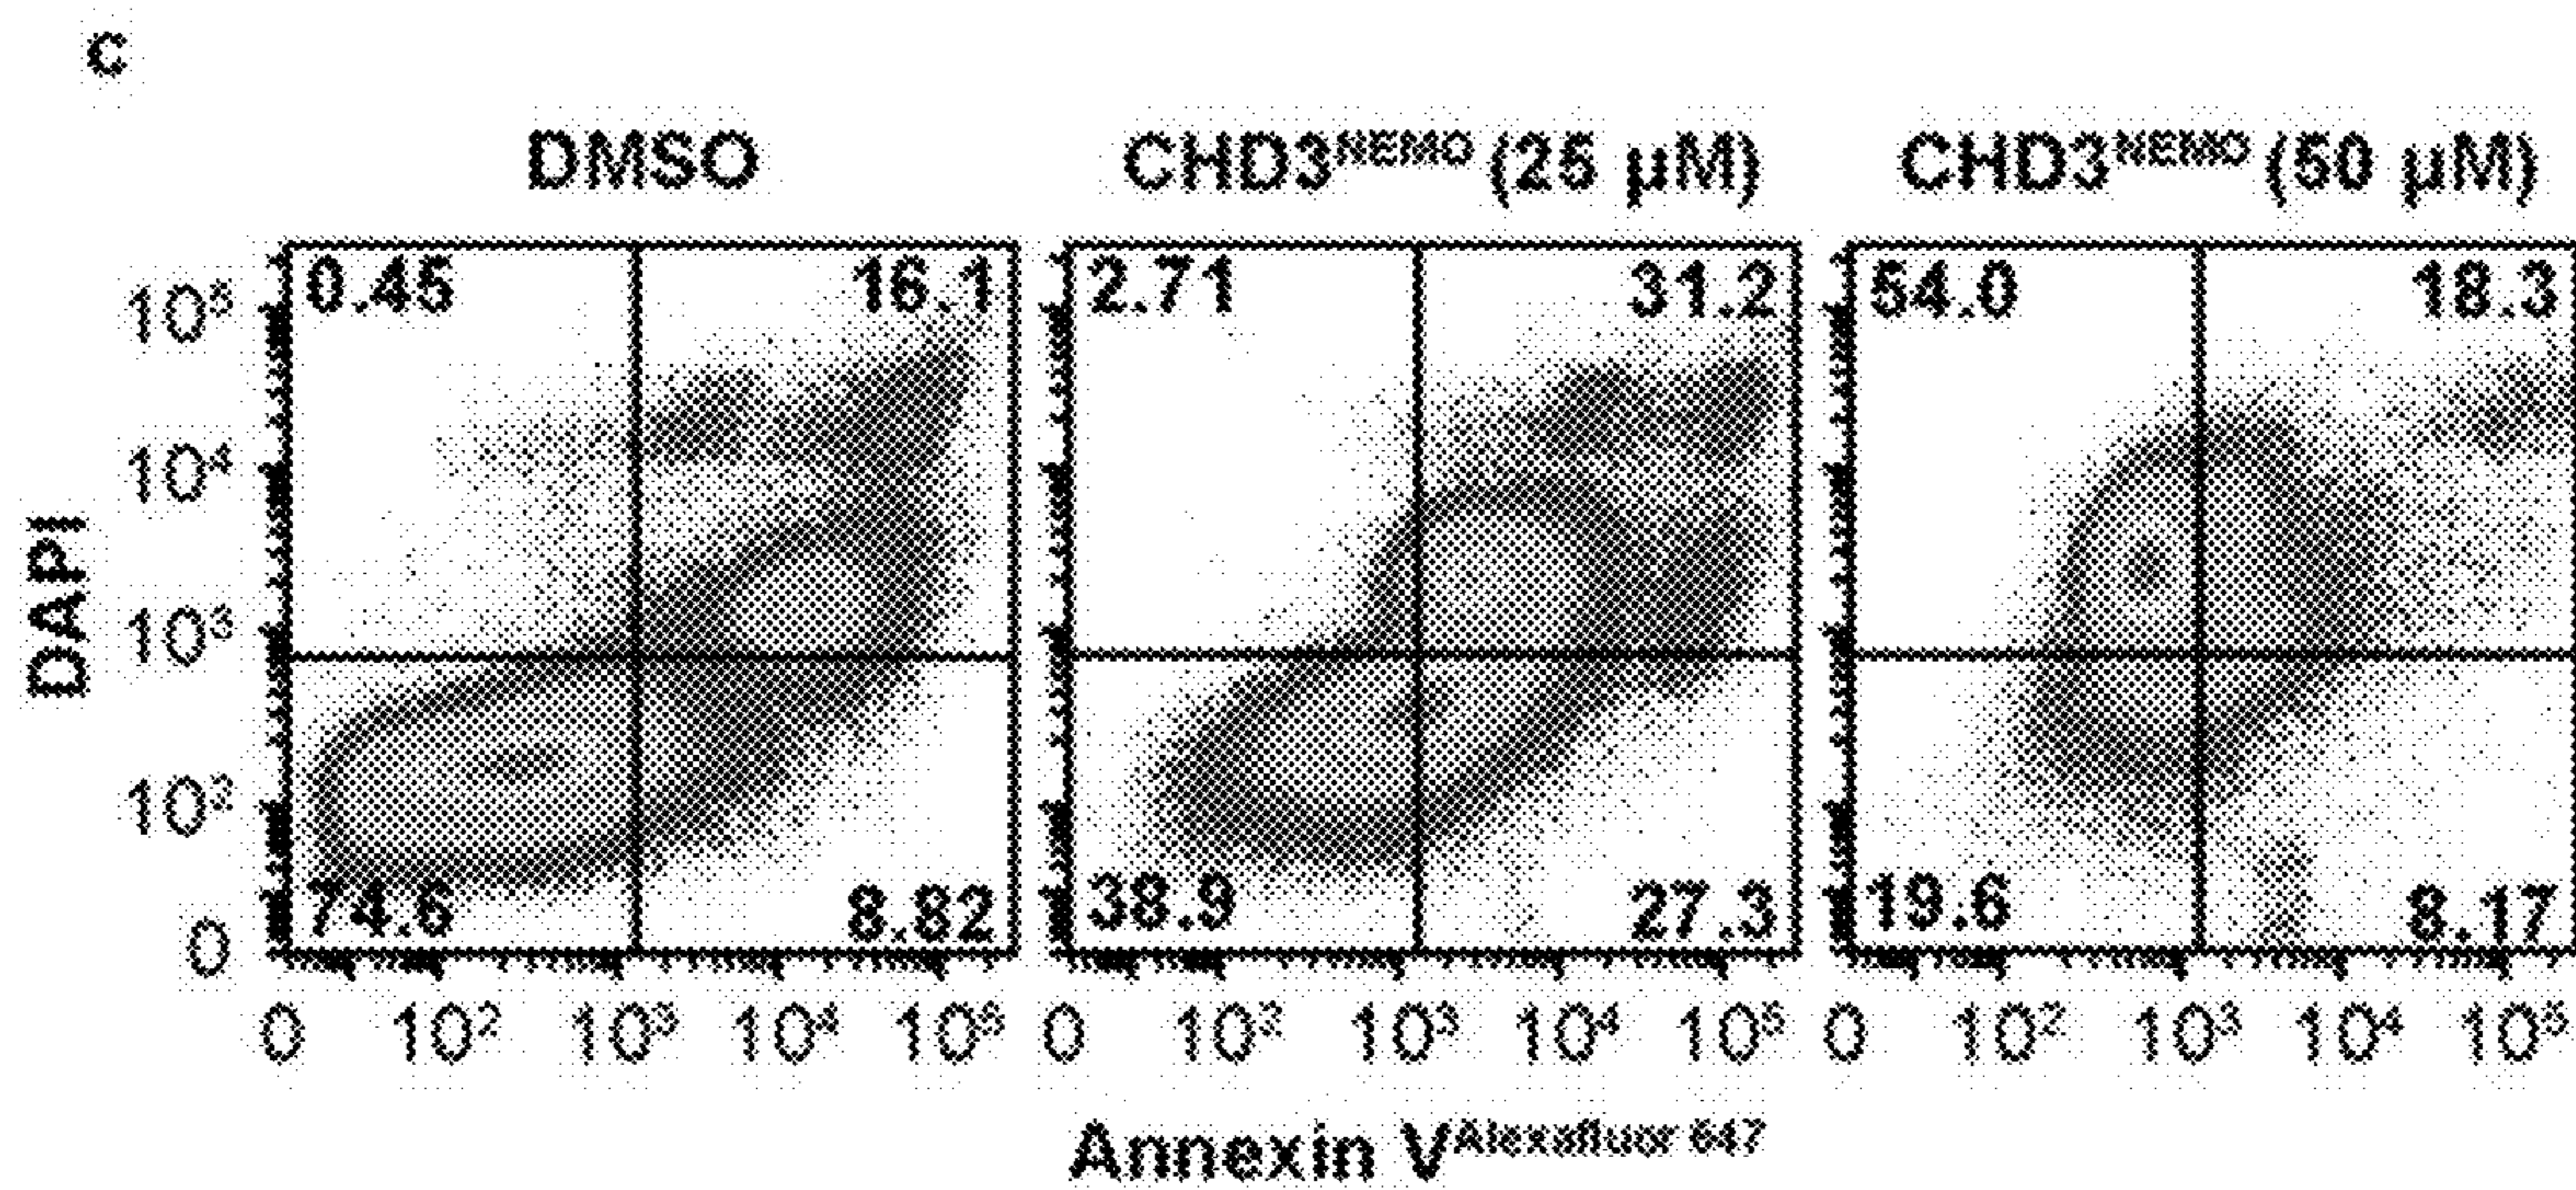 c
DMSO CHD3NEMO (25 µM) CHD3NEMO (50 µM)
0.45 16.1 2.71 31.2 54.0 18.3
10⁵
10⁴
DAPI
10³
10²
74.6 8.82 38.9 27.3 19.6 8.17
0
0 10² 10³ 10⁴ 10⁵ 0 10² 10³ 10⁴ 10⁵ 0 10² 10³ 10⁴ 10⁵
Annexin VAlexafluor 647